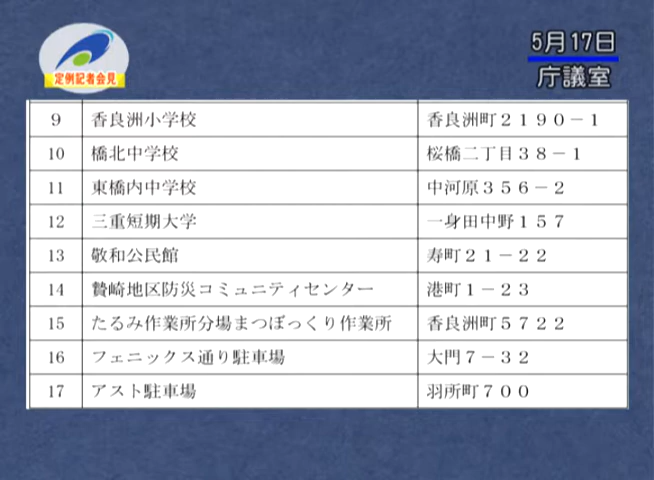 定例記者会見
5月17日
庁議室
9 香良洲小学校 香良洲町２１９０－１
10 橋北中学校 桜橋二丁目３８－１
11 東橋内中学校 中河原３５６－２
12 三重短期大学 一身田中野１５７
13 敬和公民館 寿町２１－２２
14 贄崎地区防災コミュニティセンター 港町１－２３
15 たるみ作業所分場まつぼっくり作業所 香良洲町５７２２
16 フェニックス通り駐車場 大門７－３２
17 アスト駐車場 羽所町７００